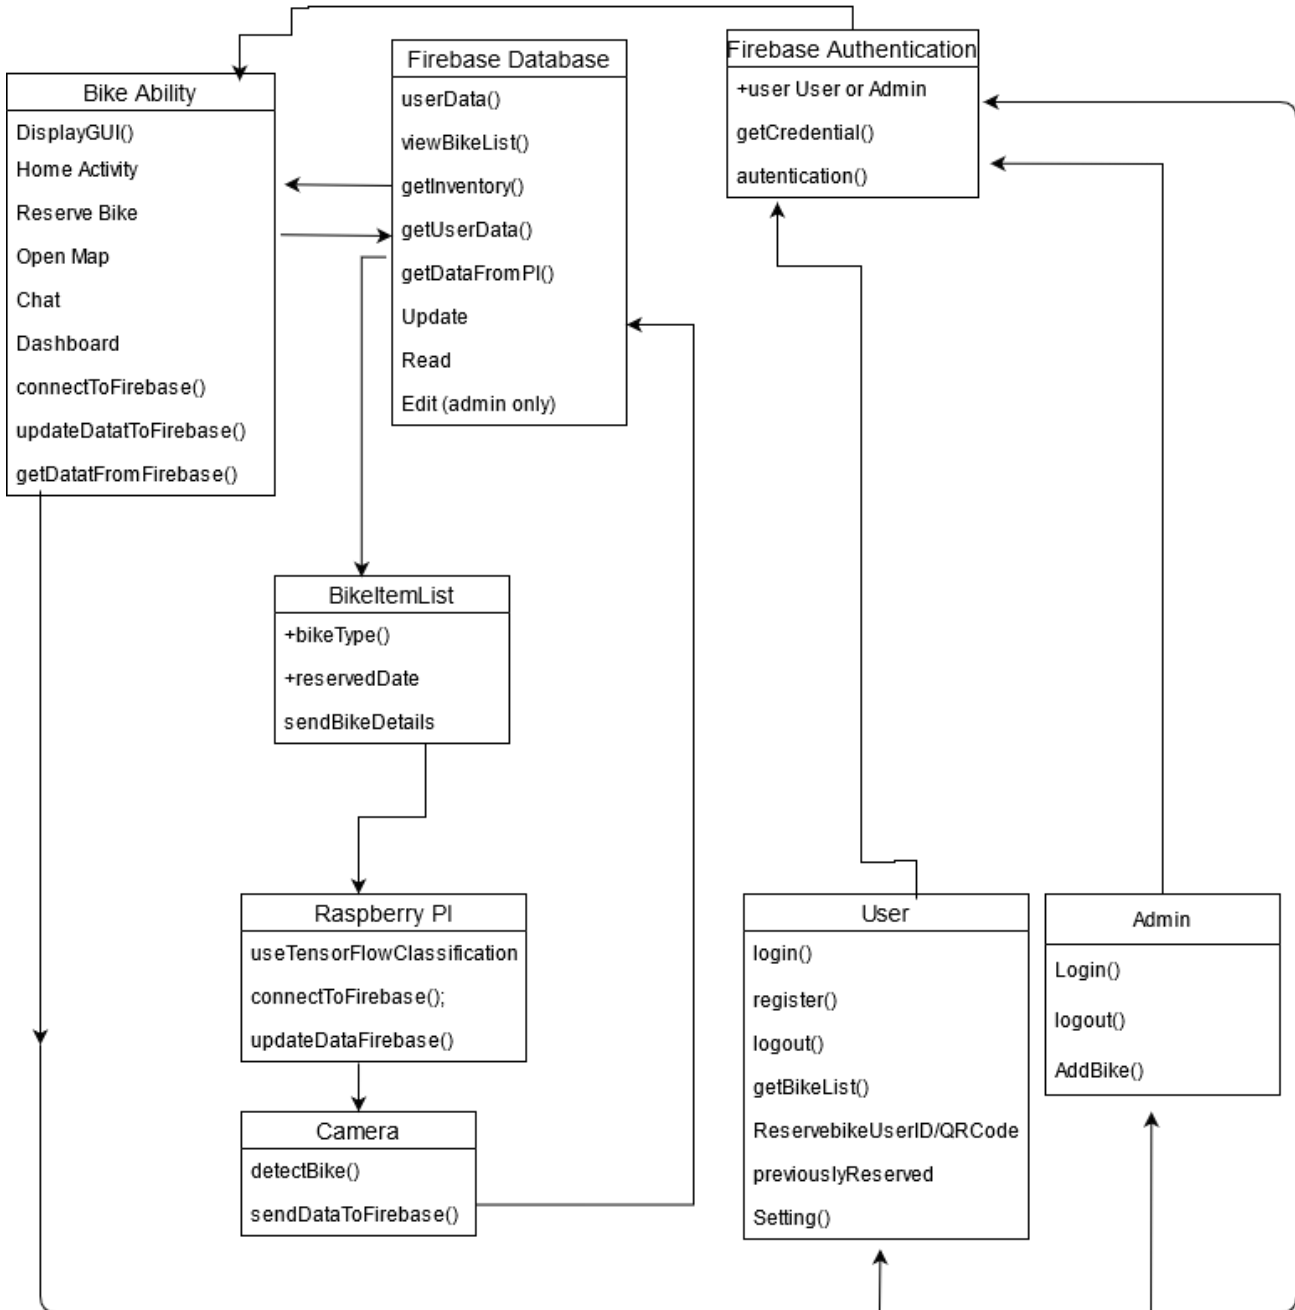 Bike Ability
DisplayGUI()
Home Activity
Reserve Bike
Open Map
Chat
Dashboard
connectToFirebase()
updateDatatToFirebase()
getDatatFromFirebase()
Firebase Database
userData()
viewBikeList()
getInventory()
getUserData()
getDataFromPI()
Update
Read
Edit (admin only)
Firebase Authentication
+user User or Admin
getCredential()
autentication()
BikeItemList
+bikeType()
+reservedDate
sendBikeDetails
Raspberry PI
useTensorFlowClassification
connectToFirebase();
updateDataFirebase()
Camera
detectBike()
sendDataToFirebase()
User
login()
register()
logout()
getBikeList()
ReservebikeUserID/QRCode
previouslyReserved
Setting()
Admin
Login()
logout()
AddBike()